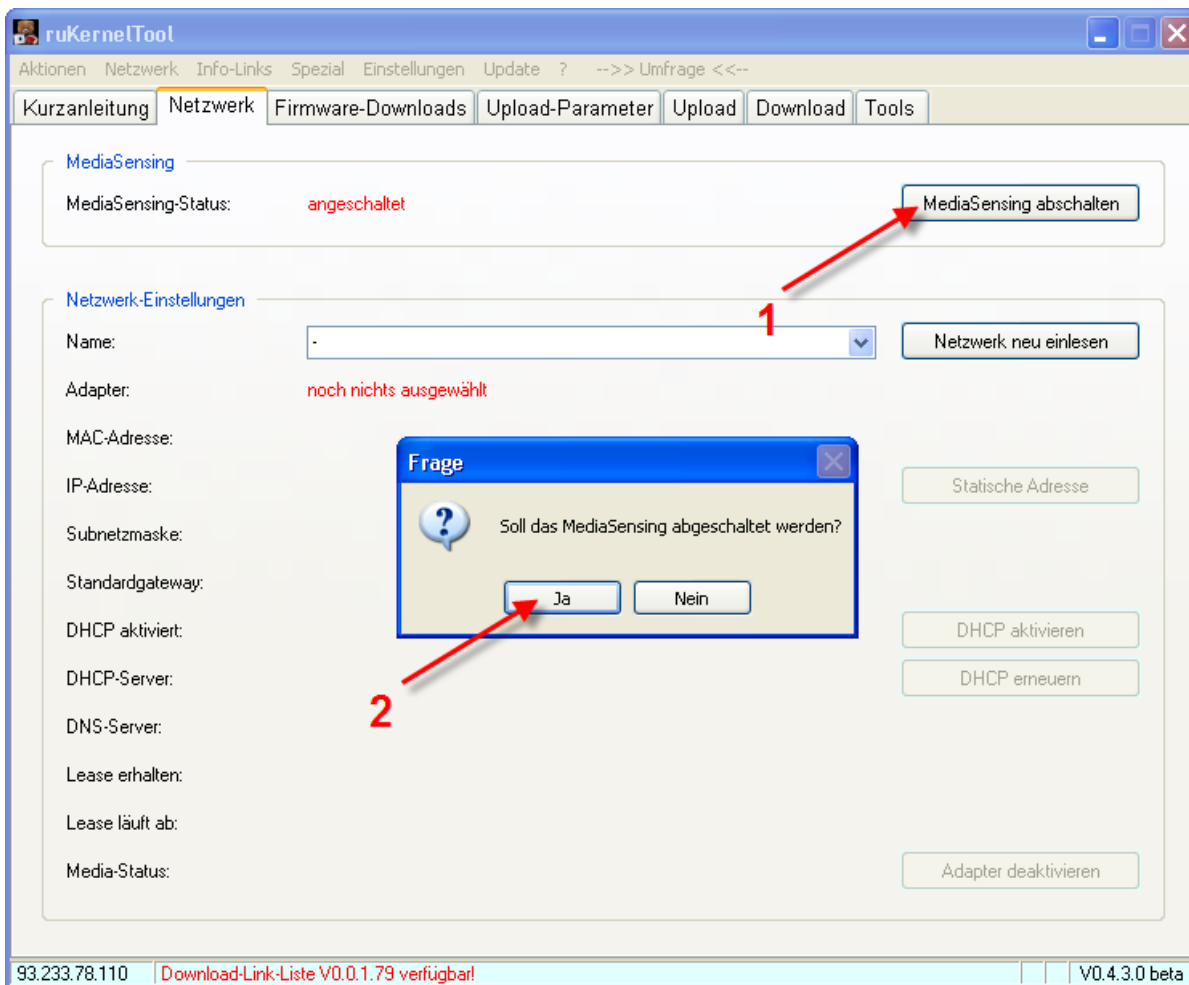 ruKernelTool
Aktionen Netzwerk Info-Links Spezial Einstellungen Update ? -->> Umfrage <<--
Kurzanleitung Netzwerk Firmware-Downloads Upload-Parameter Upload Download Tools
MediaSensing
MediaSensing-Status: angeschaltet MediaSensing abschalten
1
Netzwerk-Einstellungen
Name: - Netzwerk neu einlesen
Adapter: noch nichts ausgewählt
MAC-Adresse:
IP-Adresse: Statische Adresse
Subnetzmaske:
Standardgateway:
DHCP aktiviert: DHCP aktivieren
DHCP-Server: DHCP erneuern
DNS-Server:
Lease erhalten:
Lease läuft ab:
Media-Status: Adapter deaktivieren
Frage
Soll das MediaSensing abgeschaltet werden?
Ja Nein
2
93.233.78.110 Download-Link-Liste V0.0.1.79 verfügbar! V0.4.3.0 beta